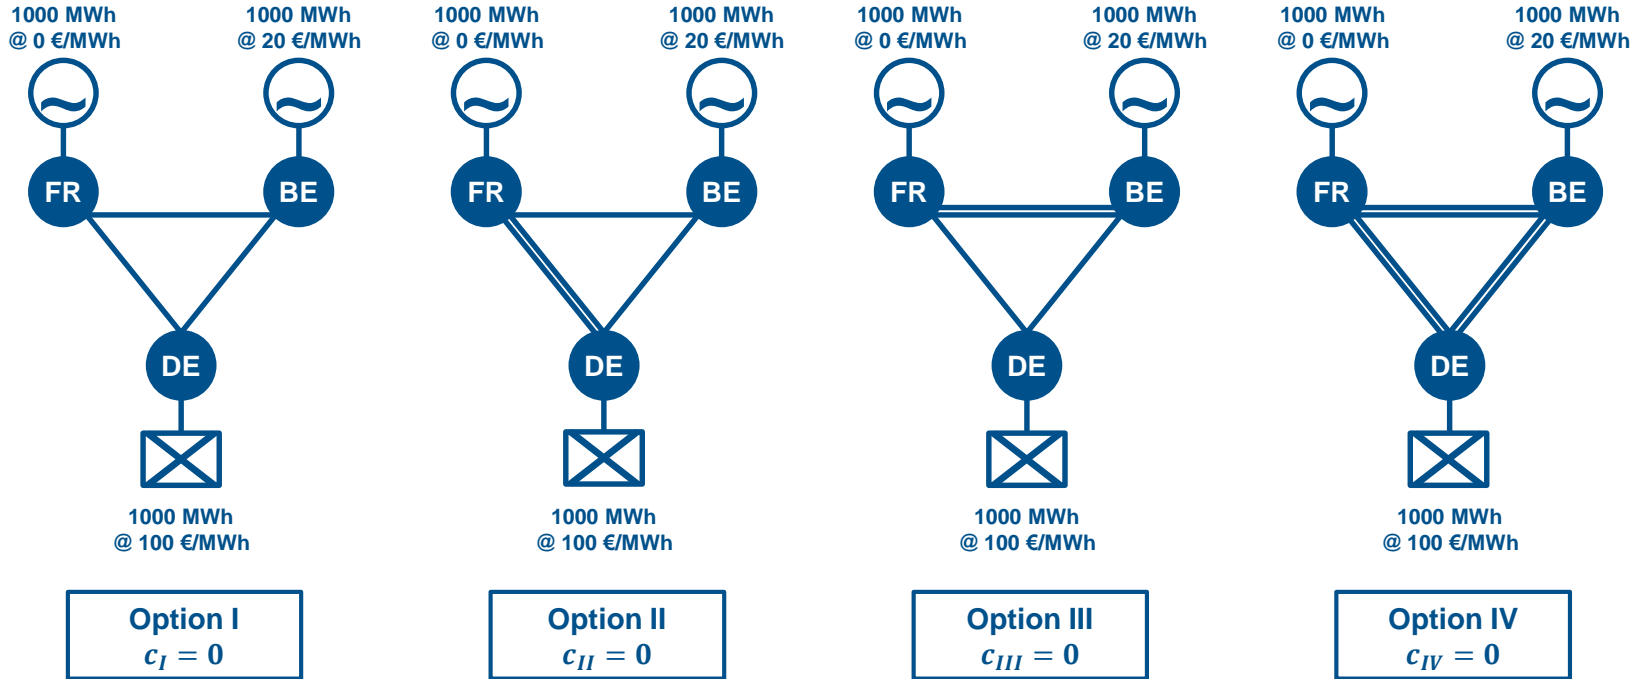 1000 MWh
@ 0 €/MWh
1000 MWh
@ 20 €/MWh
FR
BE
DE
1000 MWh
@ 100 €/MWh
Option I
c_I = 0
1000 MWh
@ 0 €/MWh
1000 MWh
@ 20 €/MWh
FR
BE
DE
1000 MWh
@ 100 €/MWh
Option II
c_II = 0
1000 MWh
@ 0 €/MWh
1000 MWh
@ 20 €/MWh
FR
BE
DE
1000 MWh
@ 100 €/MWh
Option III
c_III = 0
1000 MWh
@ 0 €/MWh
1000 MWh
@ 20 €/MWh
FR
BE
DE
1000 MWh
@ 100 €/MWh
Option IV
c_IV = 0